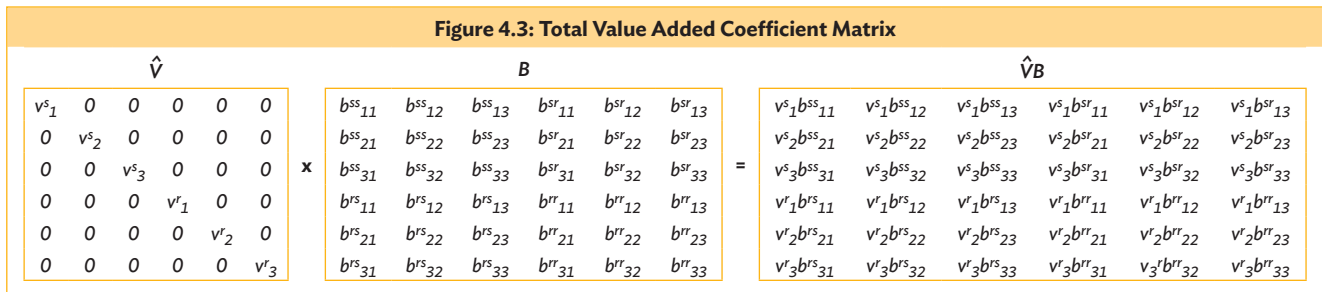 Figure 4.3: Total Value Added Coefficient Matrix
V̂ B V̂B
vˢ₁ 0 0 0 0 0 bˢˢ₁₁ bˢˢ₁₂ bˢˢ₁₃ bˢʳ₁₁ bˢʳ₁₂ bˢʳ₁₃ vˢ₁bˢˢ₁₁ vˢ₁bˢˢ₁₂ vˢ₁bˢˢ₁₃ vˢ₁bˢʳ₁₁ vˢ₁bˢʳ₁₂ vˢ₁bˢʳ₁₃
0 vˢ₂ 0 0 0 0 bˢˢ₂₁ bˢˢ₂₂ bˢˢ₂₃ bˢʳ₂₁ bˢʳ₂₂ bˢʳ₂₃ vˢ₂bˢˢ₂₁ vˢ₂bˢˢ₂₂ vˢ₂bˢˢ₂₃ vˢ₂bˢʳ₂₁ vˢ₂bˢʳ₂₂ vˢ₂bˢʳ₂₃
0 0 vˢ₃ 0 0 0 x bˢˢ₃₁ bˢˢ₃₂ bˢˢ₃₃ bˢʳ₃₁ bˢʳ₃₂ bˢʳ₃₃ = vˢ₃bˢˢ₃₁ vˢ₃bˢˢ₃₂ vˢ₃bˢˢ₃₃ vˢ₃bˢʳ₃₁ vˢ₃bˢʳ₃₂ vˢ₃bˢʳ₃₃
0 0 0 vʳ₁ 0 0 bʳˢ₁₁ bʳˢ₁₂ bʳˢ₁₃ bʳʳ₁₁ bʳʳ₁₂ bʳʳ₁₃ vʳ₁bʳˢ₁₁ vʳ₁bʳˢ₁₂ vʳ₁bʳˢ₁₃ vʳ₁bʳʳ₁₁ vʳ₁bʳʳ₁₂ vʳ₁bʳʳ₁₃
0 0 0 0 vʳ₂ 0 bʳˢ₂₁ bʳˢ₂₂ bʳˢ₂₃ bʳʳ₂₁ bʳʳ₂₂ bʳʳ₂₃ vʳ₂bʳˢ₂₁ vʳ₂bʳˢ₂₂ vʳ₂bʳˢ₂₃ vʳ₂bʳʳ₂₁ vʳ₂bʳʳ₂₂ vʳ₂bʳʳ₂₃
0 0 0 0 0 vʳ₃ bʳˢ₃₁ bʳˢ₃₂ bʳˢ₃₃ bʳʳ₃₁ bʳʳ₃₂ bʳʳ₃₃ vʳ₃bʳˢ₃₁ vʳ₃bʳˢ₃₂ vʳ₃bʳˢ₃₃ vʳ₃bʳʳ₃₁ v₃ʳbʳʳ₃₂ vʳ₃bʳʳ₃₃